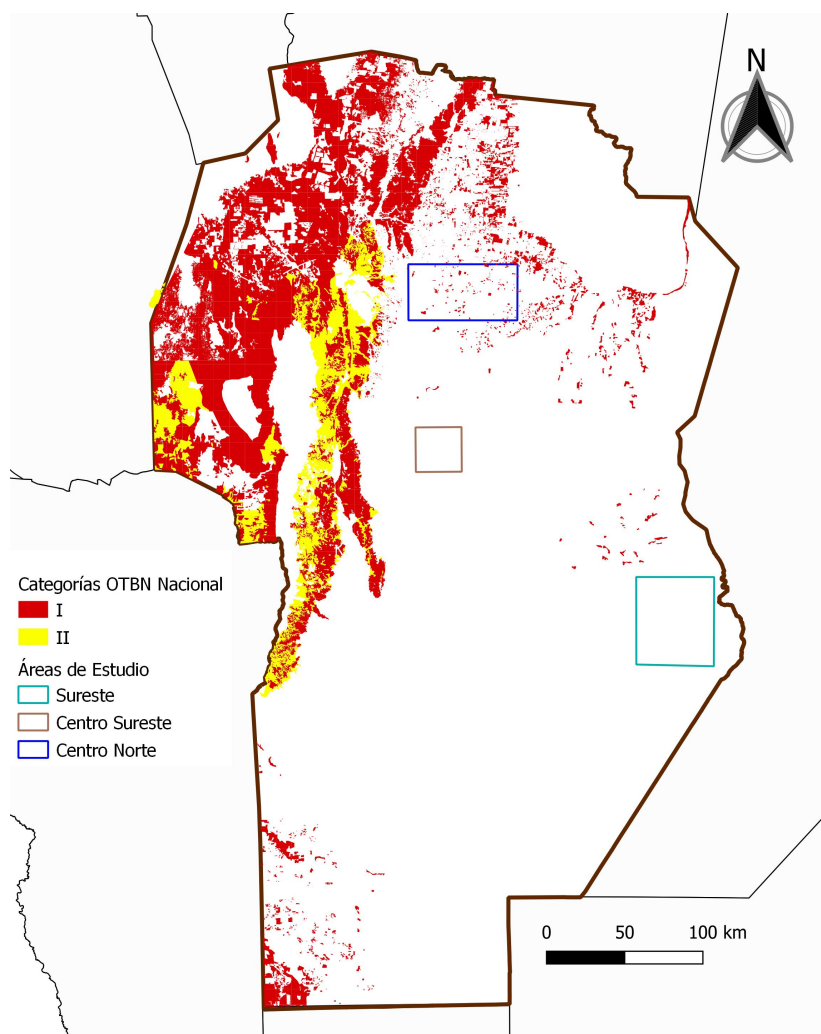 N
Categorías OTBN Nacional
I
II
Áreas de Estudio
Sureste
Centro Sureste
Centro Norte
0 50 100 km